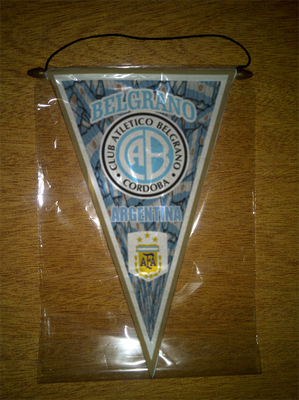 BELGRANO
CLUB ATLETICO BELGRANO
CAB
CORDOBA
ARGENTINA
AFA